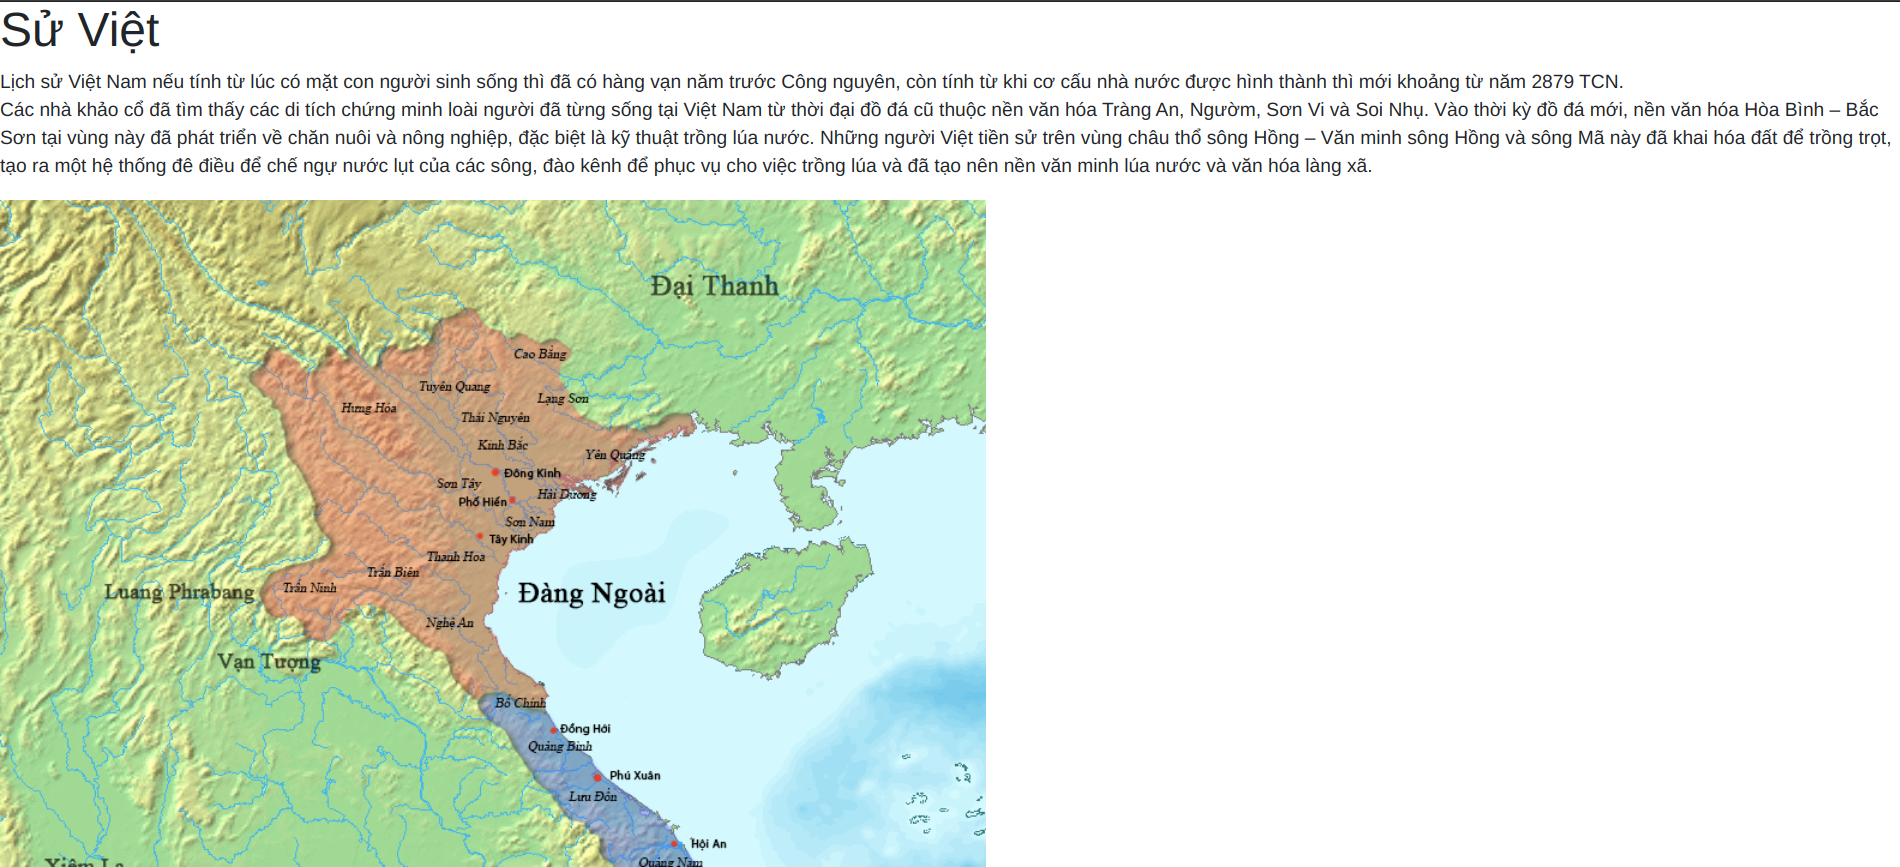 Sử Việt
Lịch sử Việt Nam nếu tính từ lúc có mặt con người sinh sống thì đã có hàng vạn năm trước Công nguyên, còn tính từ khi cơ cấu nhà nước được hình thành thì mới khoảng từ năm 2879 TCN.
Các nhà khảo cổ đã tìm thấy các di tích chứng minh loài người đã từng sống tại Việt Nam từ thời đại đồ đá cũ thuộc nền văn hóa Tràng An, Ngườm, Sơn Vi và Soi Nhụ. Vào thời kỳ đồ đá mới, nền văn hóa Hòa Bình – Bắc
Sơn tại vùng này đã phát triển về chăn nuôi và nông nghiệp, đặc biệt là kỹ thuật trồng lúa nước. Những người Việt tiền sử trên vùng châu thổ sông Hồng – Văn minh sông Hồng và sông Mã này đã khai hóa đất để trồng trọt,
tạo ra một hệ thống đê điều để chế ngự nước lụt của các sông, đào kênh để phục vụ cho việc trồng lúa và đã tạo nên nền văn minh lúa nước và văn hóa làng xã.
Đại Thanh
Cao Bằng
Tuyên Quang
Lạng Sơn
Hưng Hóa
Thái Nguyên
Kinh Bắc
Yên Quảng
Đông Kinh
Sơn Tây
Hải Dương
Phố Hiến
Sơn Nam
Tây Kinh
Thanh Hoa
Trấn Biên
Trấn Ninh
Luang Phrabang
Đàng Ngoài
Nghệ An
Vạn Tượng
Bố Chính
Đồng Hới
Quảng Bình
Phú Xuân
Lưu Đồn
Hội An
Quảng Nam